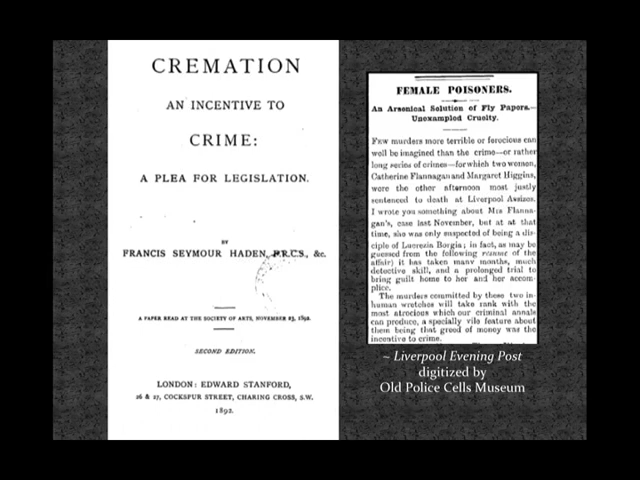 CREMATION
AN INCENTIVE TO
CRIME:
A PLEA FOR LEGISLATION.
BY
FRANCIS SEYMOUR HADEN, F.R.C.S., &c.
A PAPER READ AT THE SOCIETY OF ARTS, NOVEMBER 23, 1892.
SECOND EDITION.
LONDON: EDWARD STANFORD,
26 & 27, COCKSPUR STREET, CHARING CROSS, S.W.
1892.
FEMALE POISONERS.
An Arsenical Solution of Fly Papers.—
Unexampled Cruelty.
FEW murders more terrible or ferocious can
well be imagined than the crime—or rather
long series of crimes—for which two women,
Catherine Flannagan and Margaret Higgins,
were the other afternoon most justly
sentenced to death at Liverpool Assizes.
I wrote you something about Mrs Flanna-
gan's, case last November, but at at that
time, she was only suspected of being a dis-
ciple of Lucrezia Borgia; in fact, as may be
guessed from the following resume of the
affair) it has taken many months, much
detective skill, and a prolonged trial to
bring guilt home to her and her accom-
plice.
The murders committed by these two in-
human wretches will take rank with the
most atrocious which our criminal annals
can produce, a specially vile feature about
them being that greed of money was the
incentive to crime.
~ Liverpool Evening Post
digitized by
Old Police Cells Museum